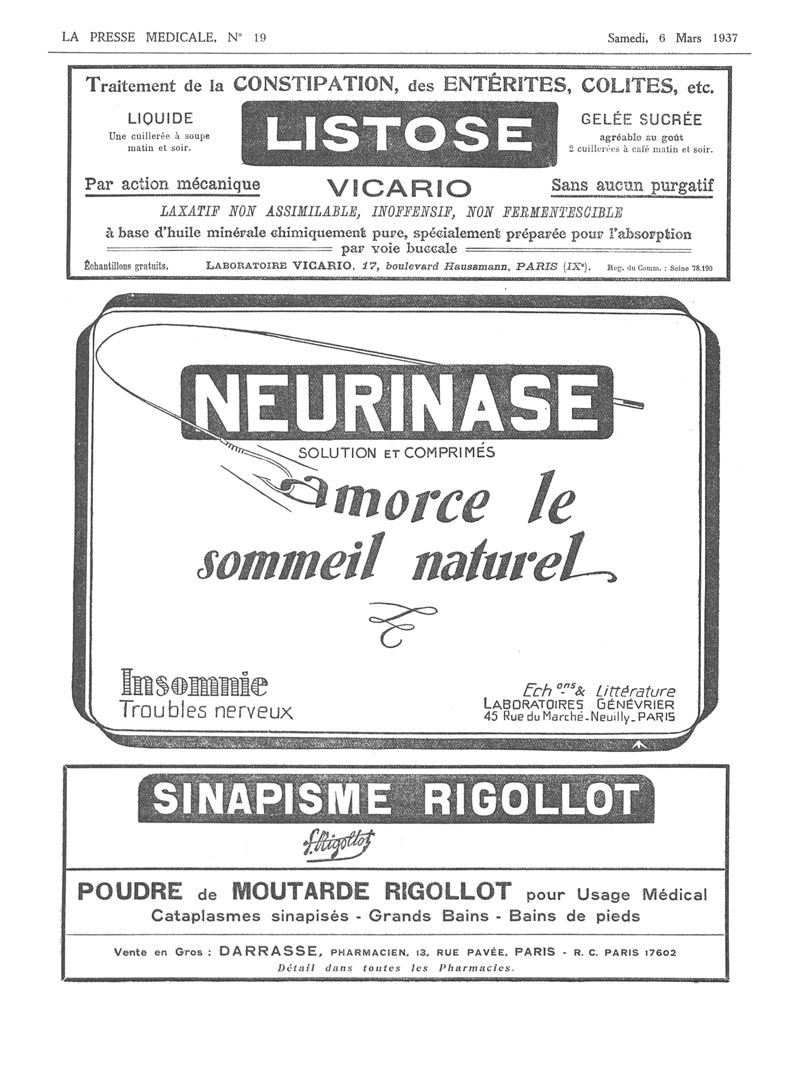 LA PRESSE MEDICALE, N° 19
Samedi, 6 Mars 1937
Traitement de la CONSTIPATION, des ENTÉRITES, COLITES, etc.
LIQUIDE
Une cuillerée à soupe
matin et soir.
LISTOSE
GELÉE SUCRÉE
agréable au goût
2 cuillerées à café matin et soir.
Par action mécanique
VICARIO
Sans aucun purgatif
LAXATIF NON ASSIMILABLE, INOFFENSIF, NON FERMENTESCIBLE
à base d'huile minérale chimiquement pure, spécialement préparée pour l'absorption
par voie buccale
Échantillons gratuits.
LABORATOIRE VICARIO, 17, boulevard Haussmann, PARIS (IXe).
Reg. du Comm. : Seine 78.190
NEURINASE
SOLUTION ET COMPRIMÉS
amorce le
sommeil naturel
Insomnie
Troubles nerveux
Echons & Littérature
LABORATOIRES GÉNÉVRIER
45 Rue du Marché-Neuilly-PARIS
SINAPISME RIGOLLOT
J. Rigollot
POUDRE de MOUTARDE RIGOLLOT pour Usage Médical
Cataplasmes sinapisés - Grands Bains - Bains de pieds
Vente en Gros : DARRASSE, PHARMACIEN, 13, RUE PAVÉE, PARIS - R. C. PARIS 17602
Détail dans toutes les Pharmacies.